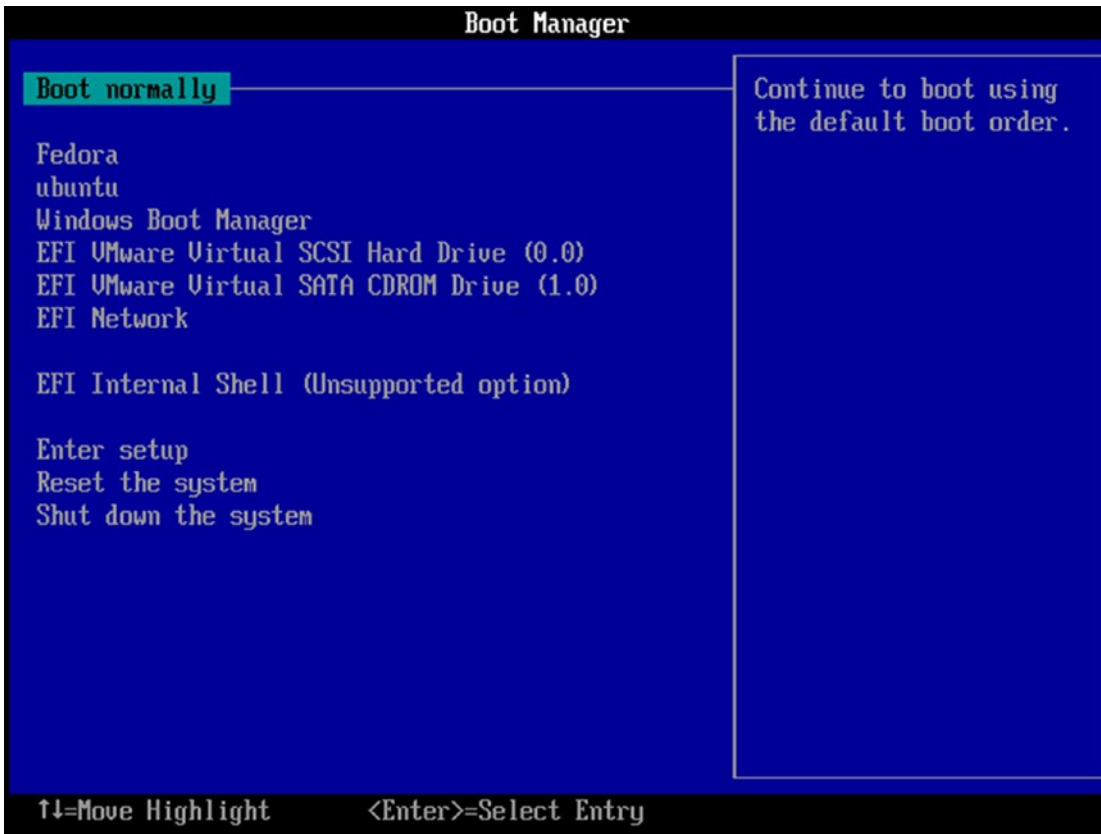 Boot Manager
Boot normally
Continue to boot using
the default boot order.
Fedora
ubuntu
Windows Boot Manager
EFI VMware Virtual SCSI Hard Drive (0.0)
EFI VMware Virtual SATA CDROM Drive (1.0)
EFI Network
EFI Internal Shell (Unsupported option)
Enter setup
Reset the system
Shut down the system
↑↓=Move Highlight <Enter>=Select Entry